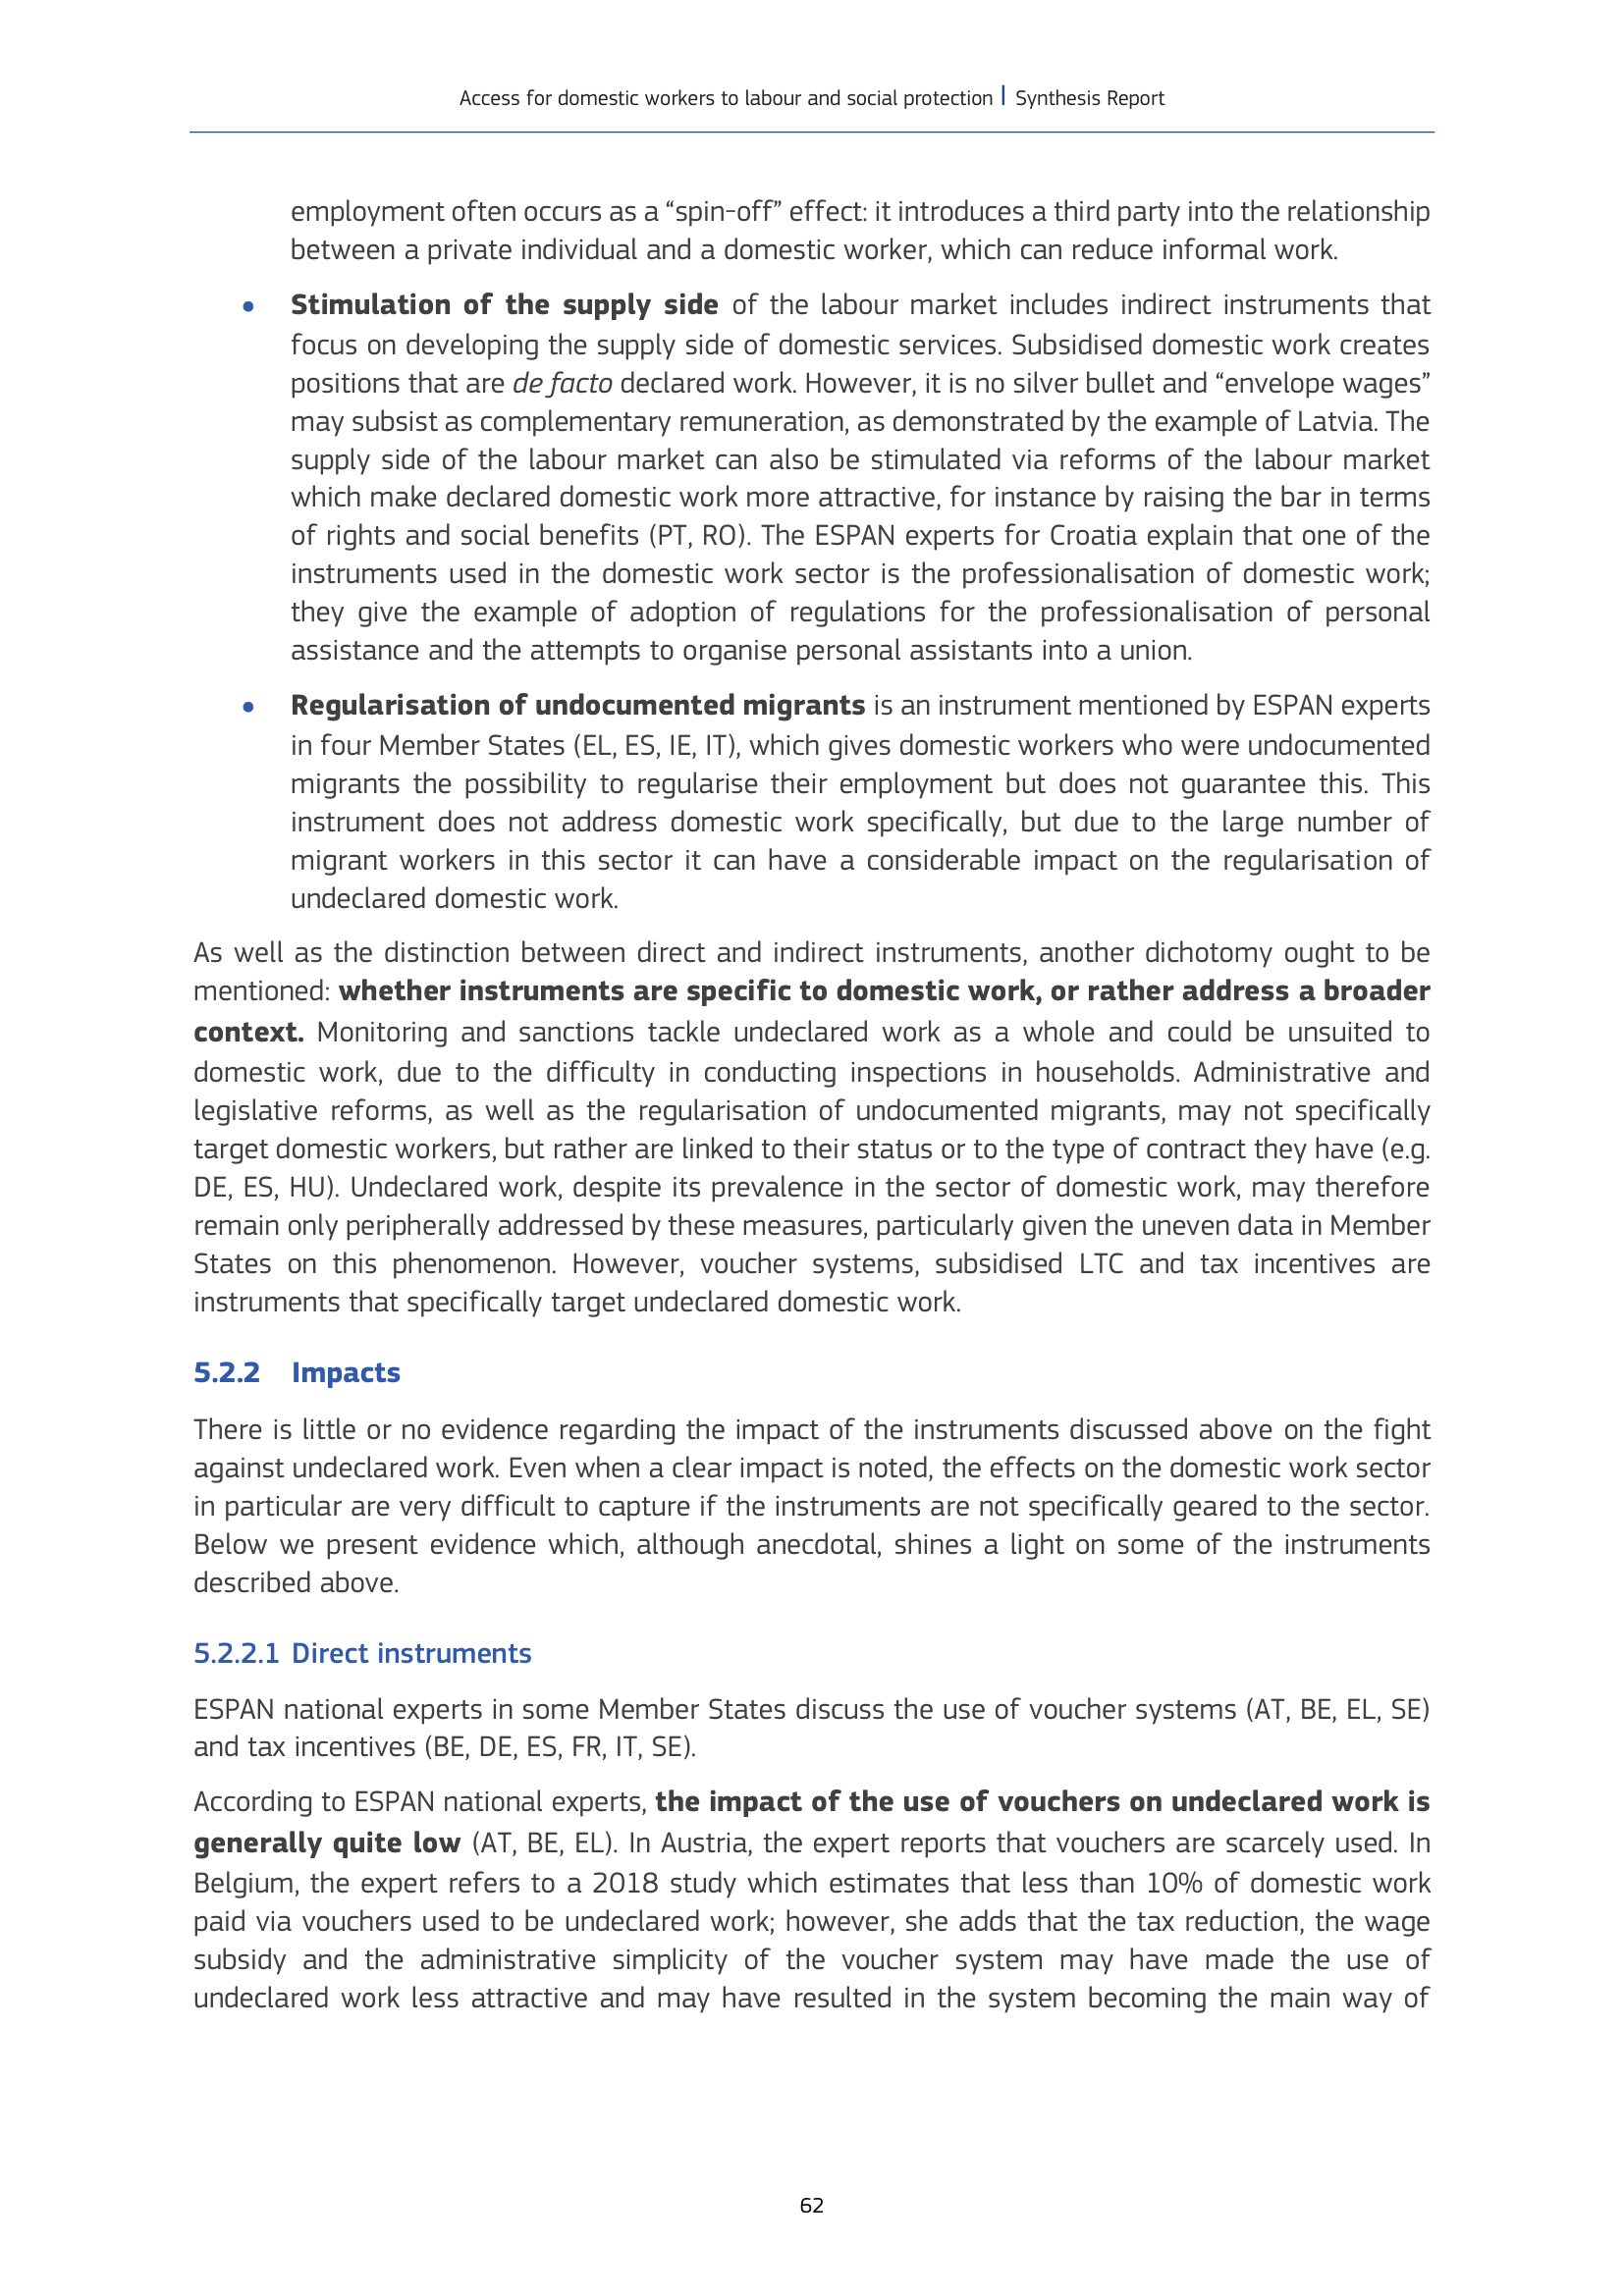 Access for domestic workers to labour and social protection | Synthesis Report
employment often occurs as a “spin-off” effect: it introduces a third party into the relationship
between a private individual and a domestic worker, which can reduce informal work.
• Stimulation of the supply side of the labour market includes indirect instruments that
focus on developing the supply side of domestic services. Subsidised domestic work creates
positions that are de facto declared work. However, it is no silver bullet and “envelope wages”
may subsist as complementary remuneration, as demonstrated by the example of Latvia. The
supply side of the labour market can also be stimulated via reforms of the labour market
which make declared domestic work more attractive, for instance by raising the bar in terms
of rights and social benefits (PT, RO). The ESPAN experts for Croatia explain that one of the
instruments used in the domestic work sector is the professionalisation of domestic work;
they give the example of adoption of regulations for the professionalisation of personal
assistance and the attempts to organise personal assistants into a union.
• Regularisation of undocumented migrants is an instrument mentioned by ESPAN experts
in four Member States (EL, ES, IE, IT), which gives domestic workers who were undocumented
migrants the possibility to regularise their employment but does not guarantee this. This
instrument does not address domestic work specifically, but due to the large number of
migrant workers in this sector it can have a considerable impact on the regularisation of
undeclared domestic work.
As well as the distinction between direct and indirect instruments, another dichotomy ought to be
mentioned: whether instruments are specific to domestic work, or rather address a broader
context. Monitoring and sanctions tackle undeclared work as a whole and could be unsuited to
domestic work, due to the difficulty in conducting inspections in households. Administrative and
legislative reforms, as well as the regularisation of undocumented migrants, may not specifically
target domestic workers, but rather are linked to their status or to the type of contract they have (e.g.
DE, ES, HU). Undeclared work, despite its prevalence in the sector of domestic work, may therefore
remain only peripherally addressed by these measures, particularly given the uneven data in Member
States on this phenomenon. However, voucher systems, subsidised LTC and tax incentives are
instruments that specifically target undeclared domestic work.
5.2.2 Impacts
There is little or no evidence regarding the impact of the instruments discussed above on the fight
against undeclared work. Even when a clear impact is noted, the effects on the domestic work sector
in particular are very difficult to capture if the instruments are not specifically geared to the sector.
Below we present evidence which, although anecdotal, shines a light on some of the instruments
described above.
5.2.2.1 Direct instruments
ESPAN national experts in some Member States discuss the use of voucher systems (AT, BE, EL, SE)
and tax incentives (BE, DE, ES, FR, IT, SE).
According to ESPAN national experts, the impact of the use of vouchers on undeclared work is
generally quite low (AT, BE, EL). In Austria, the expert reports that vouchers are scarcely used. In
Belgium, the expert refers to a 2018 study which estimates that less than 10% of domestic work
paid via vouchers used to be undeclared work; however, she adds that the tax reduction, the wage
subsidy and the administrative simplicity of the voucher system may have made the use of
undeclared work less attractive and may have resulted in the system becoming the main way of
62